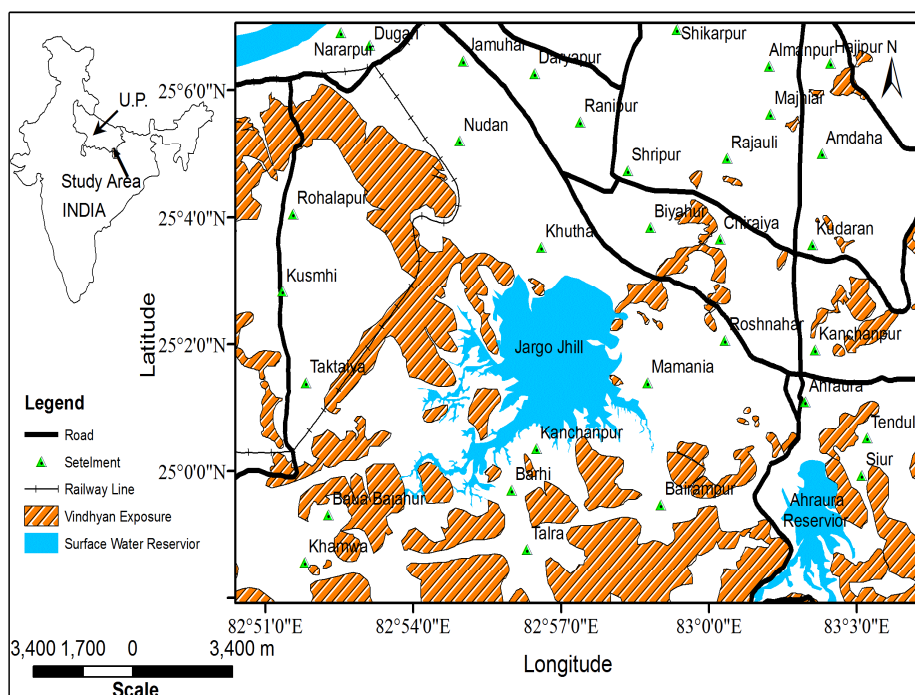 U.P.
Study Area
INDIA
Legend
Road
Setelment
Railway Line
Vindhyan Exposure
Surface Water Reservior
3,400 1,700 0 3,400 m
Scale
Latitude
25°6'0"N
25°4'0"N
25°2'0"N
25°0'0"N
Dugari
Nararpur
Jamuhar
Daryapur
Shikarpur
Almanpur
Hajipur N
Ranipur
Majhiar
Nudan
Shripur
Rajauli
Amdaha
Rohalapur
Khutha
Biyahur
Chiraiya
Kudaran
Kusmhi
Jargo Jhill
Roshnahar
Kanchanpur
Taktaiya
Mamania
Ahraura
Kanchanpur
Tendul
Barhi
Siur
Baua Bajahur
Bairampur
Ahraura
Reservior
Talra
Khamwa
82°51'0"E 82°54'0"E 82°57'0"E 83°0'0"E 83°3'0"E
Longitude